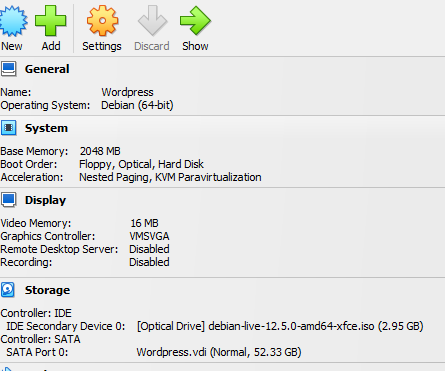 New Add Settings Discard Show
General
Name: Wordpress
Operating System: Debian (64-bit)
System
Base Memory: 2048 MB
Boot Order: Floppy, Optical, Hard Disk
Acceleration: Nested Paging, KVM Paravirtualization
Display
Video Memory: 16 MB
Graphics Controller: VMSVGA
Remote Desktop Server: Disabled
Recording: Disabled
Storage
Controller: IDE
IDE Secondary Device 0: [Optical Drive] debian-live-12.5.0-amd64-xfce.iso (2.95 GB)
Controller: SATA
SATA Port 0: Wordpress.vdi (Normal, 52.33 GB)